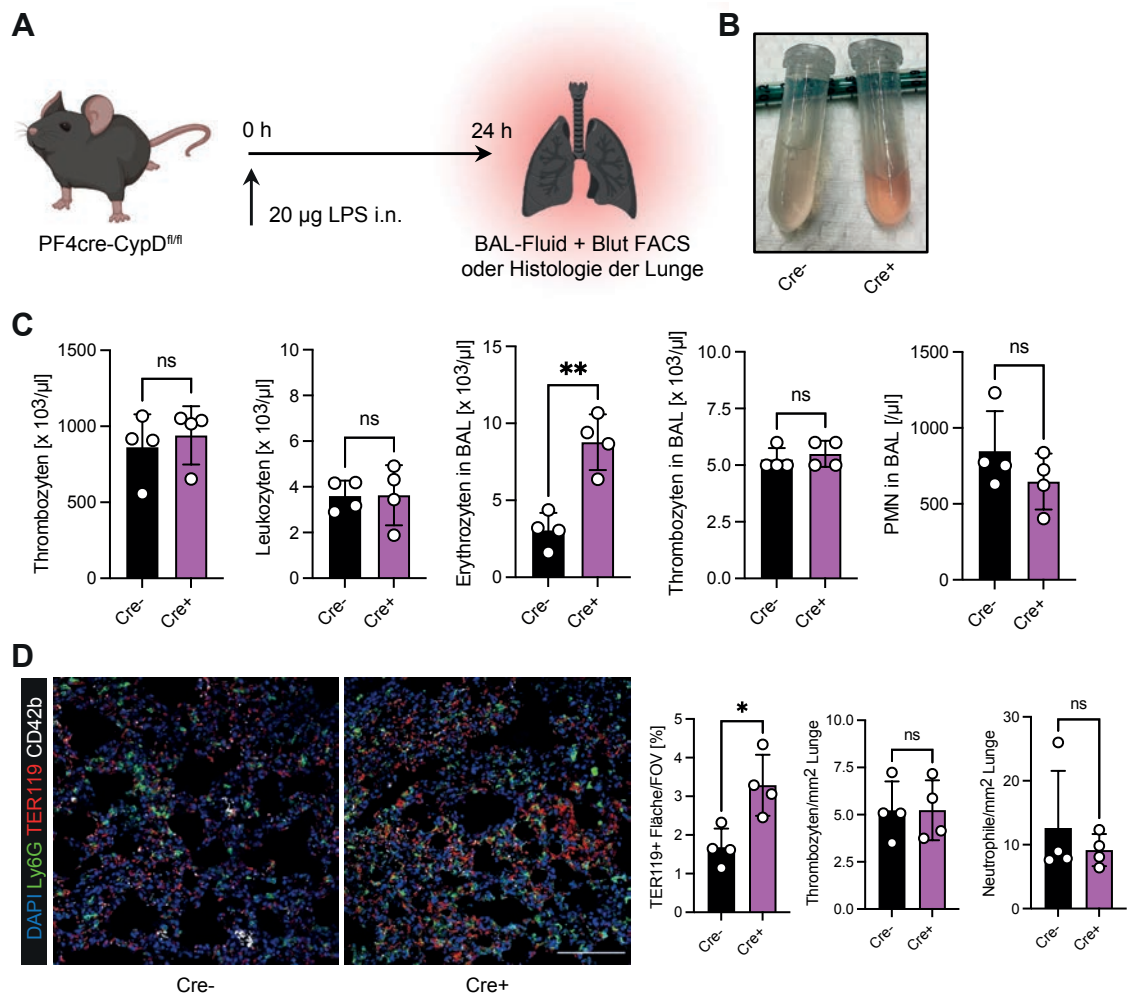 A
0 h
24 h
20 µg LPS i.n.
PF4cre-CypDfl/fl
BAL-Fluid + Blut FACS
oder Histologie der Lunge
B
Cre-
Cre+
C
Thrombozyten [x 103/µl]
1500
1000
500
0
ns
Cre-
Cre+
Leukozyten [x 103/µl]
10
8
6
4
2
0
ns
Cre-
Cre+
Erythrozyten in BAL [x 103/µl]
15
10
5
0
**
Cre-
Cre+
Thrombozyten in BAL [x 103/µl]
10.0
7.5
5.0
2.5
0.0
ns
Cre-
Cre+
PMN in BAL [/µl]
1500
1000
500
0
ns
Cre-
Cre+
D
DAPI Ly6G TER119 CD42b
Cre-
Cre+
TER119+ Fläche/FOV [%]
5
4
3
2
1
0
*
Cre-
Cre+
Thrombozyten/mm2 Lunge
10.0
7.5
5.0
2.5
0.0
ns
Cre-
Cre+
Neutrophile/mm2 Lunge
30
20
10
0
ns
Cre-
Cre+